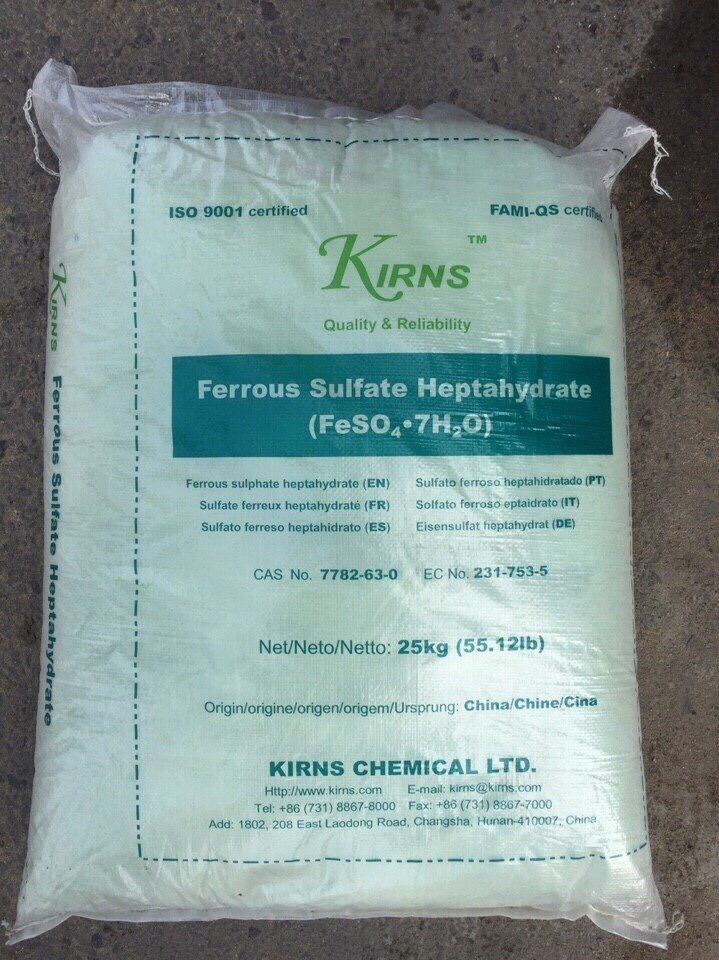 ISO 9001 certified
FAMI-QS certified
KIRNS™
Quality & Reliability
Ferrous Sulfate Heptahydrate
(FeSO₄•7H₂O)
Ferrous sulphate heptahydrate (EN)
Sulfato ferroso heptahidratado (PT)
Sulfate ferreux heptahydraté (FR)
Solfato ferroso eptaidrato (IT)
Sulfato ferreso heptahidrato (ES)
Eisensulfat heptahydrat (DE)
CAS No. 7782-63-0 EC No. 231-753-5
Net/Neto/Netto: 25kg (55.12lb)
Origin/origine/origen/origem/Ursprung: China/Chine/Cina
KIRNS CHEMICAL LTD.
Http://www.kirns.com E-mail: kirns@kirns.com
Tel: +86 (731) 8867-8000 Fax: +86 (731) 8867-7000
Add: 1802, 208 East Laodong Road, Changsha, Hunan-410007, China
KIRNS Ferrous Sulfate Heptahydrate